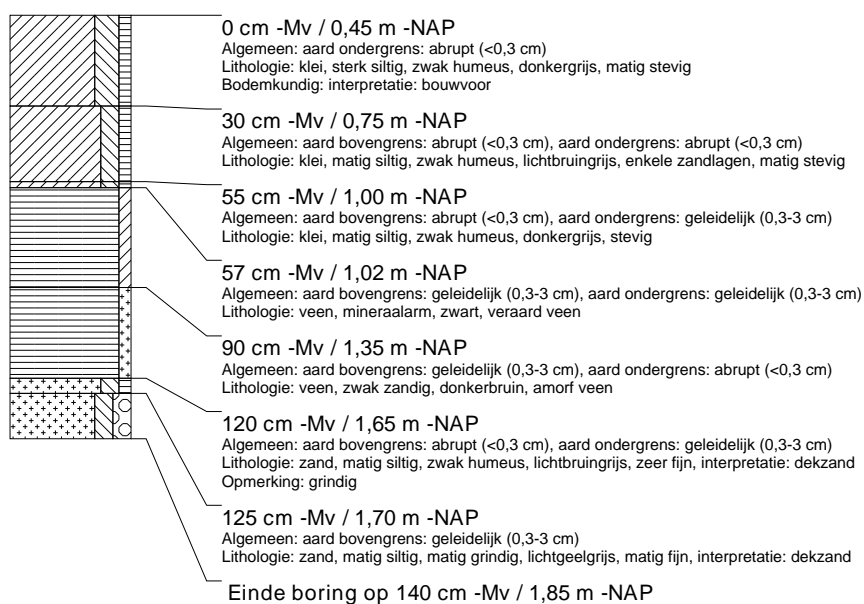 0 cm -Mv / 0,45 m -NAP
Algemeen: aard ondergrens: abrupt (<0,3 cm)
Lithologie: klei, sterk siltig, zwak humeus, donkergrijs, matig stevig
Bodemkundig: interpretatie: bouwvoor
30 cm -Mv / 0,75 m -NAP
Algemeen: aard bovengrens: abrupt (<0,3 cm), aard ondergrens: abrupt (<0,3 cm)
Lithologie: klei, matig siltig, zwak humeus, lichtbruingrijs, enkele zandlagen, matig stevig
55 cm -Mv / 1,00 m -NAP
Algemeen: aard bovengrens: abrupt (<0,3 cm), aard ondergrens: geleidelijk (0,3-3 cm)
Lithologie: klei, matig siltig, zwak humeus, donkergrijs, stevig
57 cm -Mv / 1,02 m -NAP
Algemeen: aard bovengrens: geleidelijk (0,3-3 cm), aard ondergrens: geleidelijk (0,3-3 cm)
Lithologie: veen, mineraalarm, zwart, veraard veen
90 cm -Mv / 1,35 m -NAP
Algemeen: aard bovengrens: geleidelijk (0,3-3 cm), aard ondergrens: abrupt (<0,3 cm)
Lithologie: veen, zwak zandig, donkerbruin, amorf veen
120 cm -Mv / 1,65 m -NAP
Algemeen: aard bovengrens: abrupt (<0,3 cm), aard ondergrens: geleidelijk (0,3-3 cm)
Lithologie: zand, matig siltig, zwak humeus, lichtbruingrijs, zeer fijn, interpretatie: dekzand
Opmerking: grindig
125 cm -Mv / 1,70 m -NAP
Algemeen: aard bovengrens: geleidelijk (0,3-3 cm)
Lithologie: zand, matig siltig, matig grindig, lichtgeelgrijs, matig fijn, interpretatie: dekzand
Einde boring op 140 cm -Mv / 1,85 m -NAP